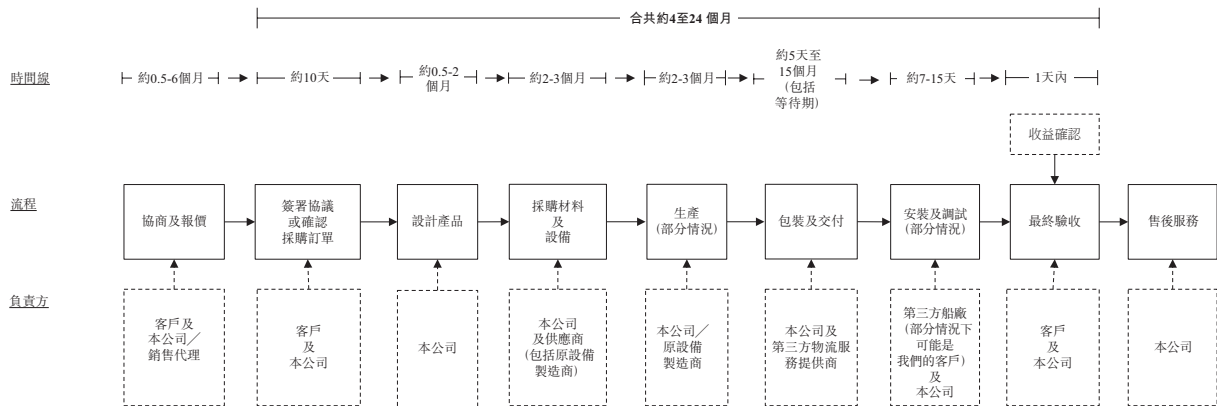 合共約4至24 個月
時間線
約0.5-6個月
約10天
約0.5-2
個月
約2-3個月
約2-3個月
約5天至
15個月
(包括
等待期)
約7-15天
1天內
收益確認
流程
協商及報價
簽署協議
或確認
採購訂單
設計產品
採購材料
及
設備
生產
(部分情況)
包裝及交付
安裝及調試
(部分情況)
最終驗收
售後服務
負責方
客戶及
本公司／
銷售代理
客戶
及
本公司
本公司
本公司
及供應商
(包括原設備
製造商)
本公司／
原設備
製造商
本公司及
第三方物流服
務提供商
第三方船廠
(部分情況下
可能是
我們的客戶)
及
本公司
客戶
及
本公司
本公司